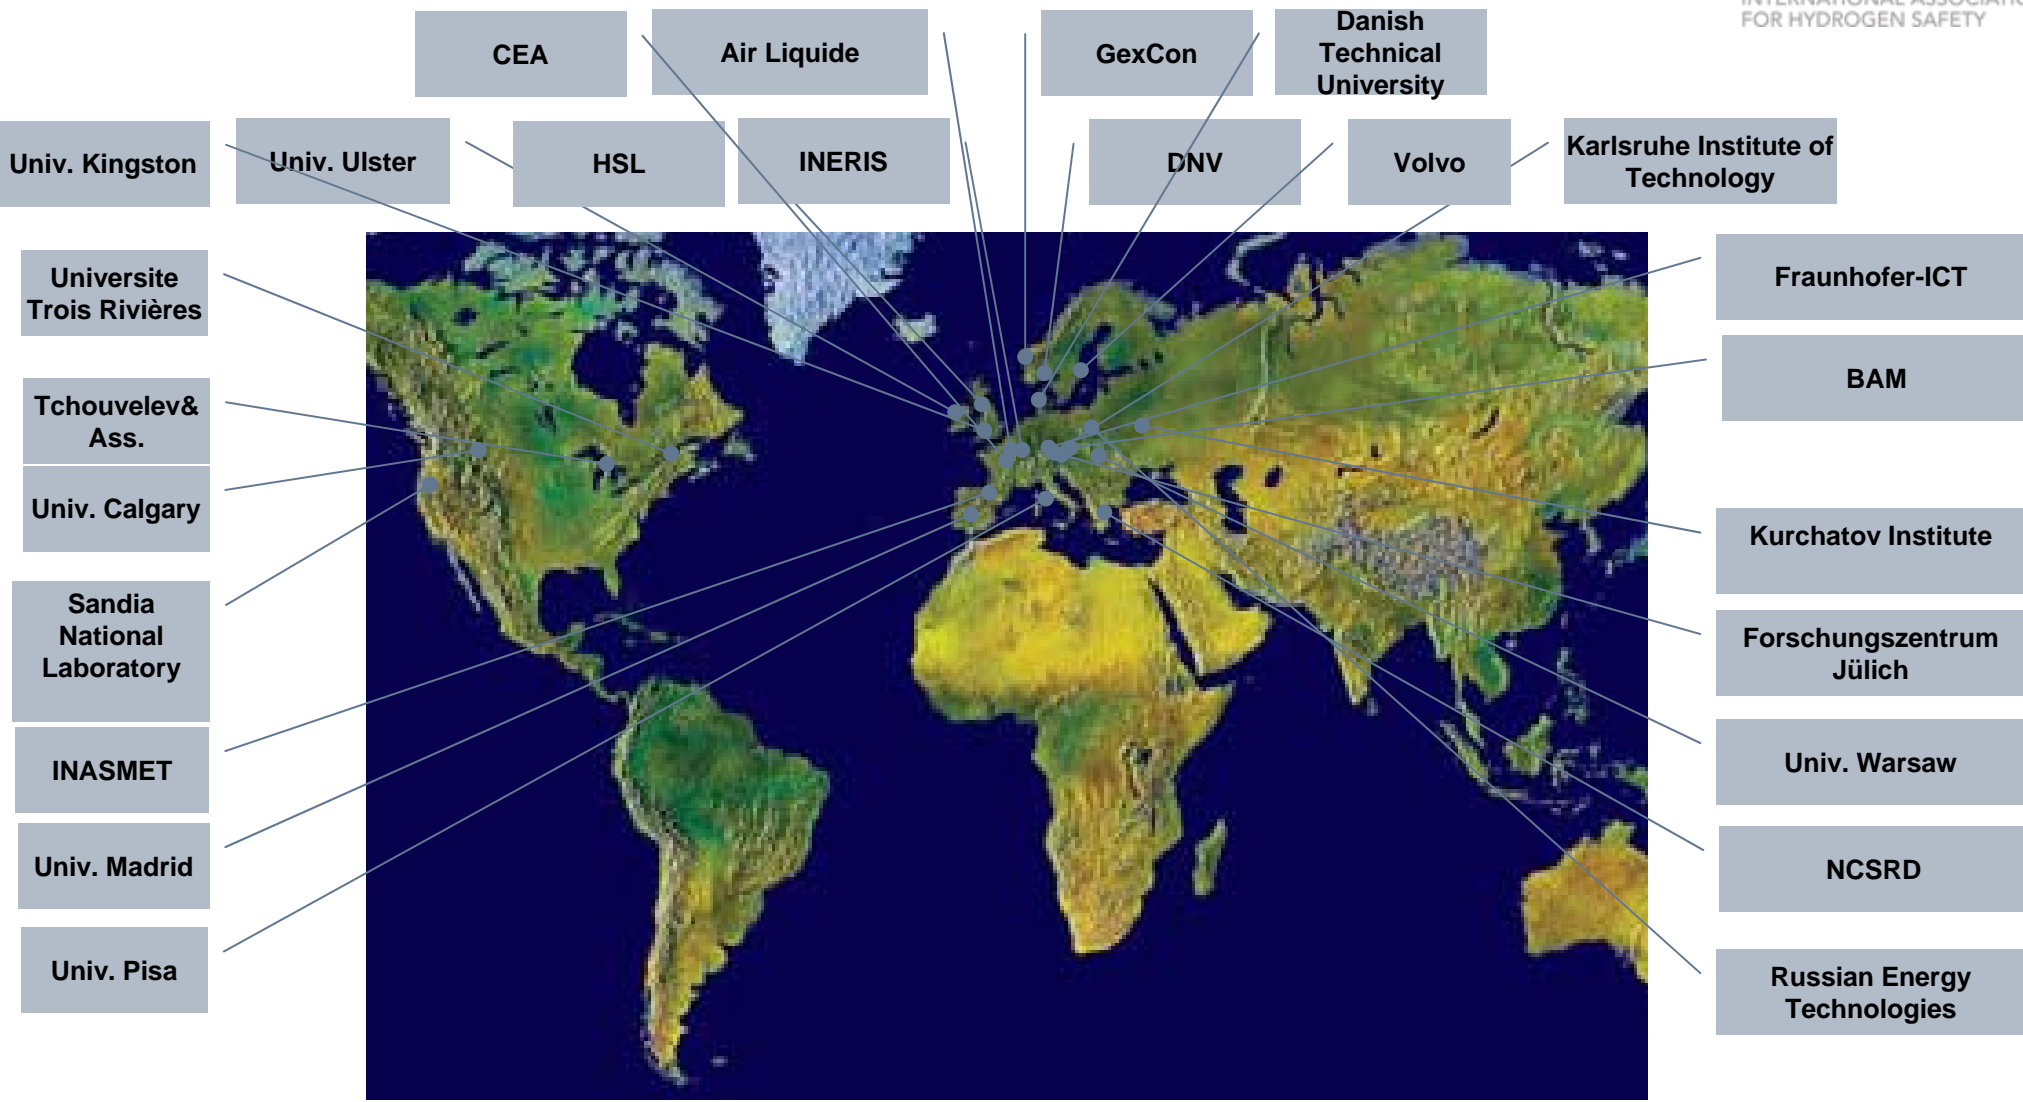 INTERNATIONAL ASSOCIATIO
FOR HYDROGEN SAFETY
CEA
Air Liquide
GexCon
Danish
Technical
University
Univ. Kingston
Univ. Ulster
HSL
INERIS
DNV
Volvo
Karlsruhe Institute of
Technology
Universite
Trois Rivières
Fraunhofer-ICT
Tchouvelev&
Ass.
BAM
Univ. Calgary
Kurchatov Institute
Sandia
National
Laboratory
Forschungszentrum
Jülich
INASMET
Univ. Warsaw
Univ. Madrid
NCSRD
Univ. Pisa
Russian Energy
Technologies